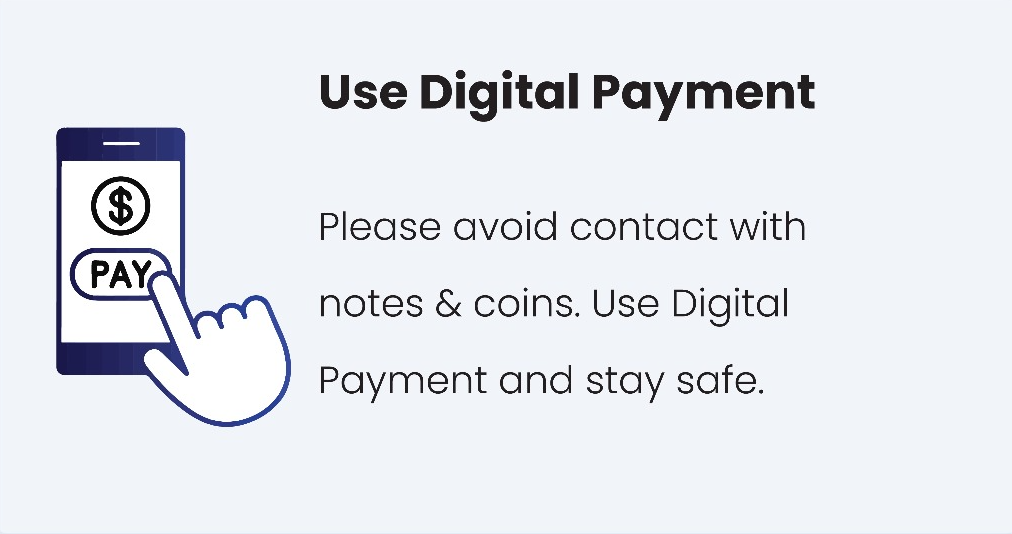 Use Digital Payment
$
PAY
Please avoid contact with
notes & coins. Use Digital
Payment and stay safe.